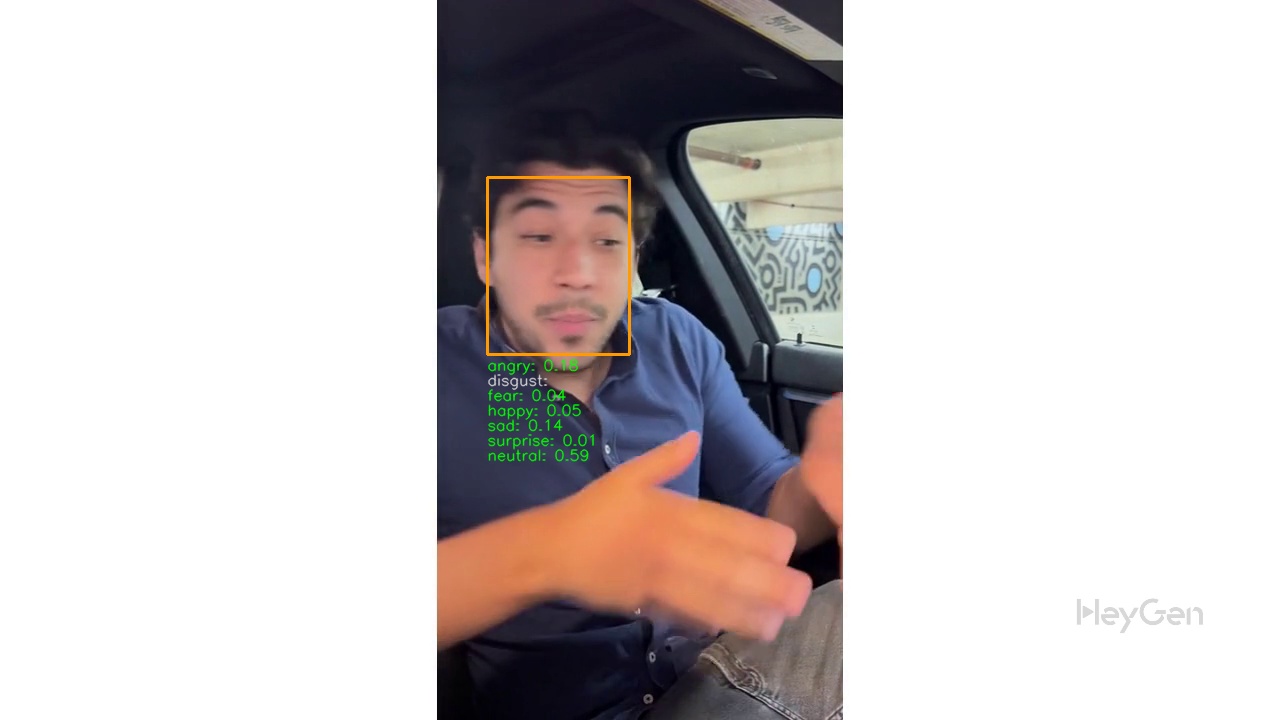 angry: 0.18
disgust:
fear: 0.04
happy: 0.05
sad: 0.14
surprise: 0.01
neutral: 0.59
HeyGen